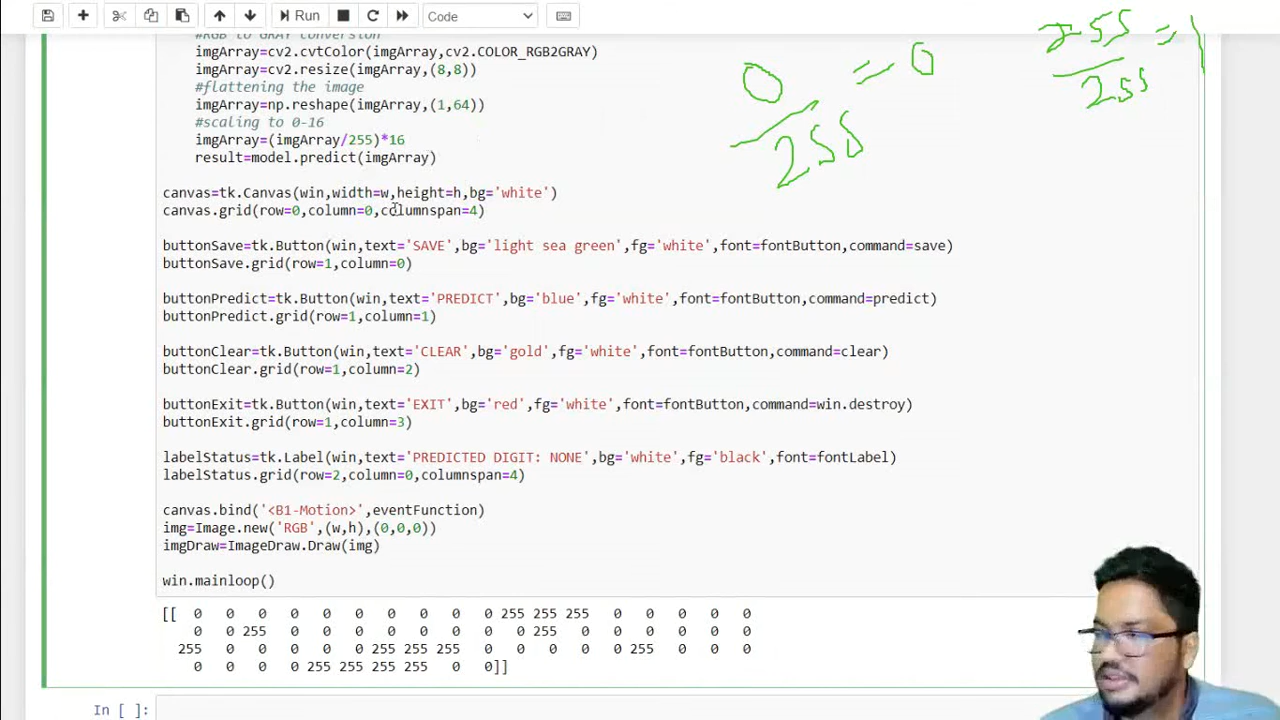 Run
Code
#RGB to GRAY conversion
imgArray=cv2.cvtColor(imgArray,cv2.COLOR_RGB2GRAY)
imgArray=cv2.resize(imgArray,(8,8))
#flattening the image
imgArray=np.reshape(imgArray,(1,64))
#scaling to 0-16
imgArray=(imgArray/255)*16
result=model.predict(imgArray)
0/255 = 0
255/255 = 1
canvas=tk.Canvas(win,width=w,height=h,bg='white')
canvas.grid(row=0,column=0,columnspan=4)
buttonSave=tk.Button(win,text='SAVE',bg='light sea green',fg='white',font=fontButton,command=save)
buttonSave.grid(row=1,column=0)
buttonPredict=tk.Button(win,text='PREDICT',bg='blue',fg='white',font=fontButton,command=predict)
buttonPredict.grid(row=1,column=1)
buttonClear=tk.Button(win,text='CLEAR',bg='gold',fg='white',font=fontButton,command=clear)
buttonClear.grid(row=1,column=2)
buttonExit=tk.Button(win,text='EXIT',bg='red',fg='white',font=fontButton,command=win.destroy)
buttonExit.grid(row=1,column=3)
labelStatus=tk.Label(win,text='PREDICTED DIGIT: NONE',bg='white',fg='black',font=fontLabel)
labelStatus.grid(row=2,column=0,columnspan=4)
canvas.bind('<B1-Motion>',eventFunction)
img=Image.new('RGB',(w,h),(0,0,0))
imgDraw=ImageDraw.Draw(img)
win.mainloop()
[[ 0 0 0 0 0 0 0 0 0 0 255 255 255 0 0 0 0 0
0 0 255 0 0 0 0 0 0 0 0 255 0 0 0 0 0 0
255 0 0 0 0 0 255 255 255 0 0 0 0 0 255 0 0 0
0 0 0 0 255 255 255 255 0 0]]
In [ ]: